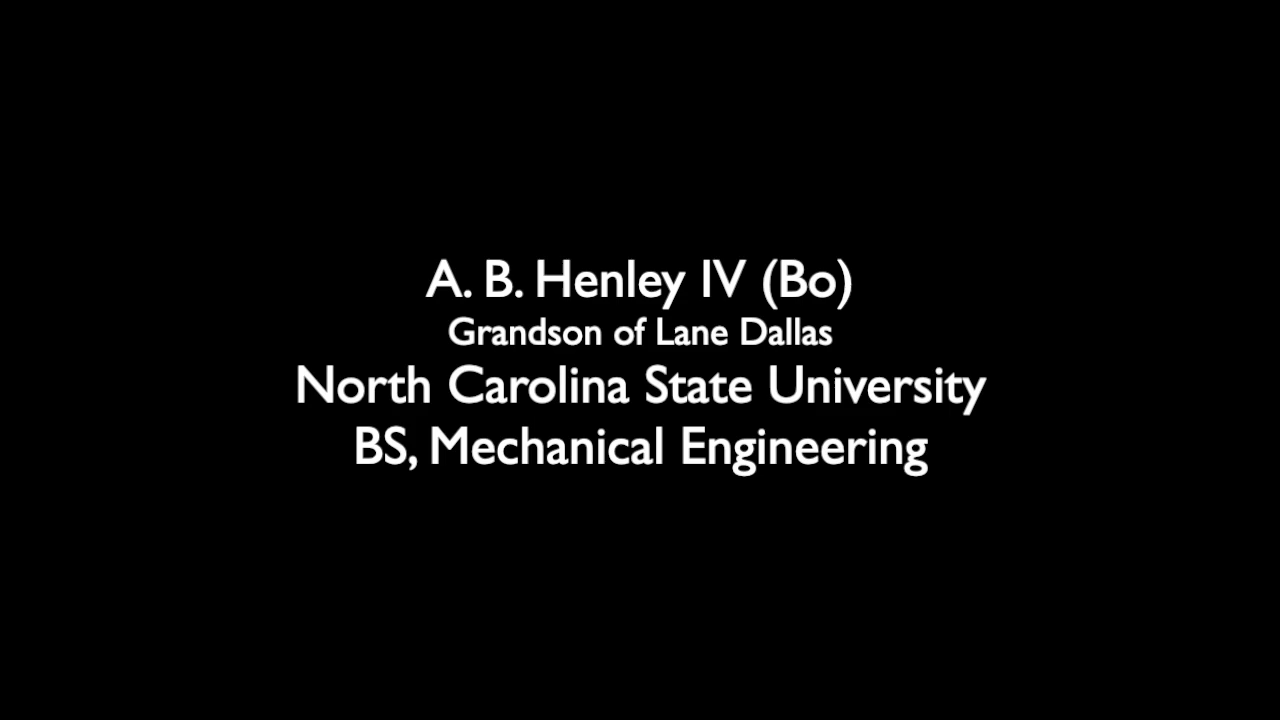 A. B. Henley IV (Bo)
Grandson of Lane Dallas
North Carolina State University
BS, Mechanical Engineering